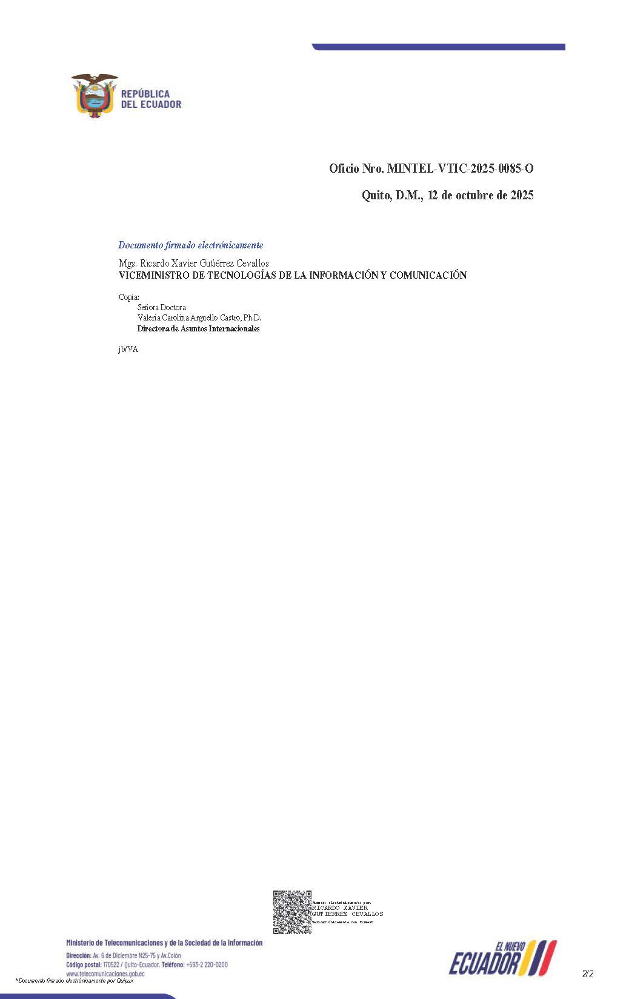 REPÚBLICA
DEL ECUADOR
Oficio Nro. MINTEL-VTIC-2025-0085-O
Quito, D.M., 12 de octubre de 2025
Documento firmado electrónicamente
Mgs. Ricardo Xavier Gutiérrez Cevallos
VICEMINISTRO DE TECNOLOGÍAS DE LA INFORMACIÓN Y COMUNICACIÓN
Copia:
Señora Doctora
Valeria Carolina Arguello Castro, Ph.D.
Directora de Asuntos Internacionales
jb/VA
Firmado electrónicamente por:
RICARDO XAVIER
GUTIERREZ CEVALLOS
Validar únicamente con FirmaEC
Ministerio de Telecomunicaciones y de la Sociedad de la Información
Dirección: Av. 6 de Diciembre N25-75 y Av.Colón
Código postal: 170522 / Quito-Ecuador. Teléfono: +593-2 220-0200
www.telecomunicaciones.gob.ec
* Documento firmado electrónicamente por Quipux
EL NUEVO
ECUADOR
2/2